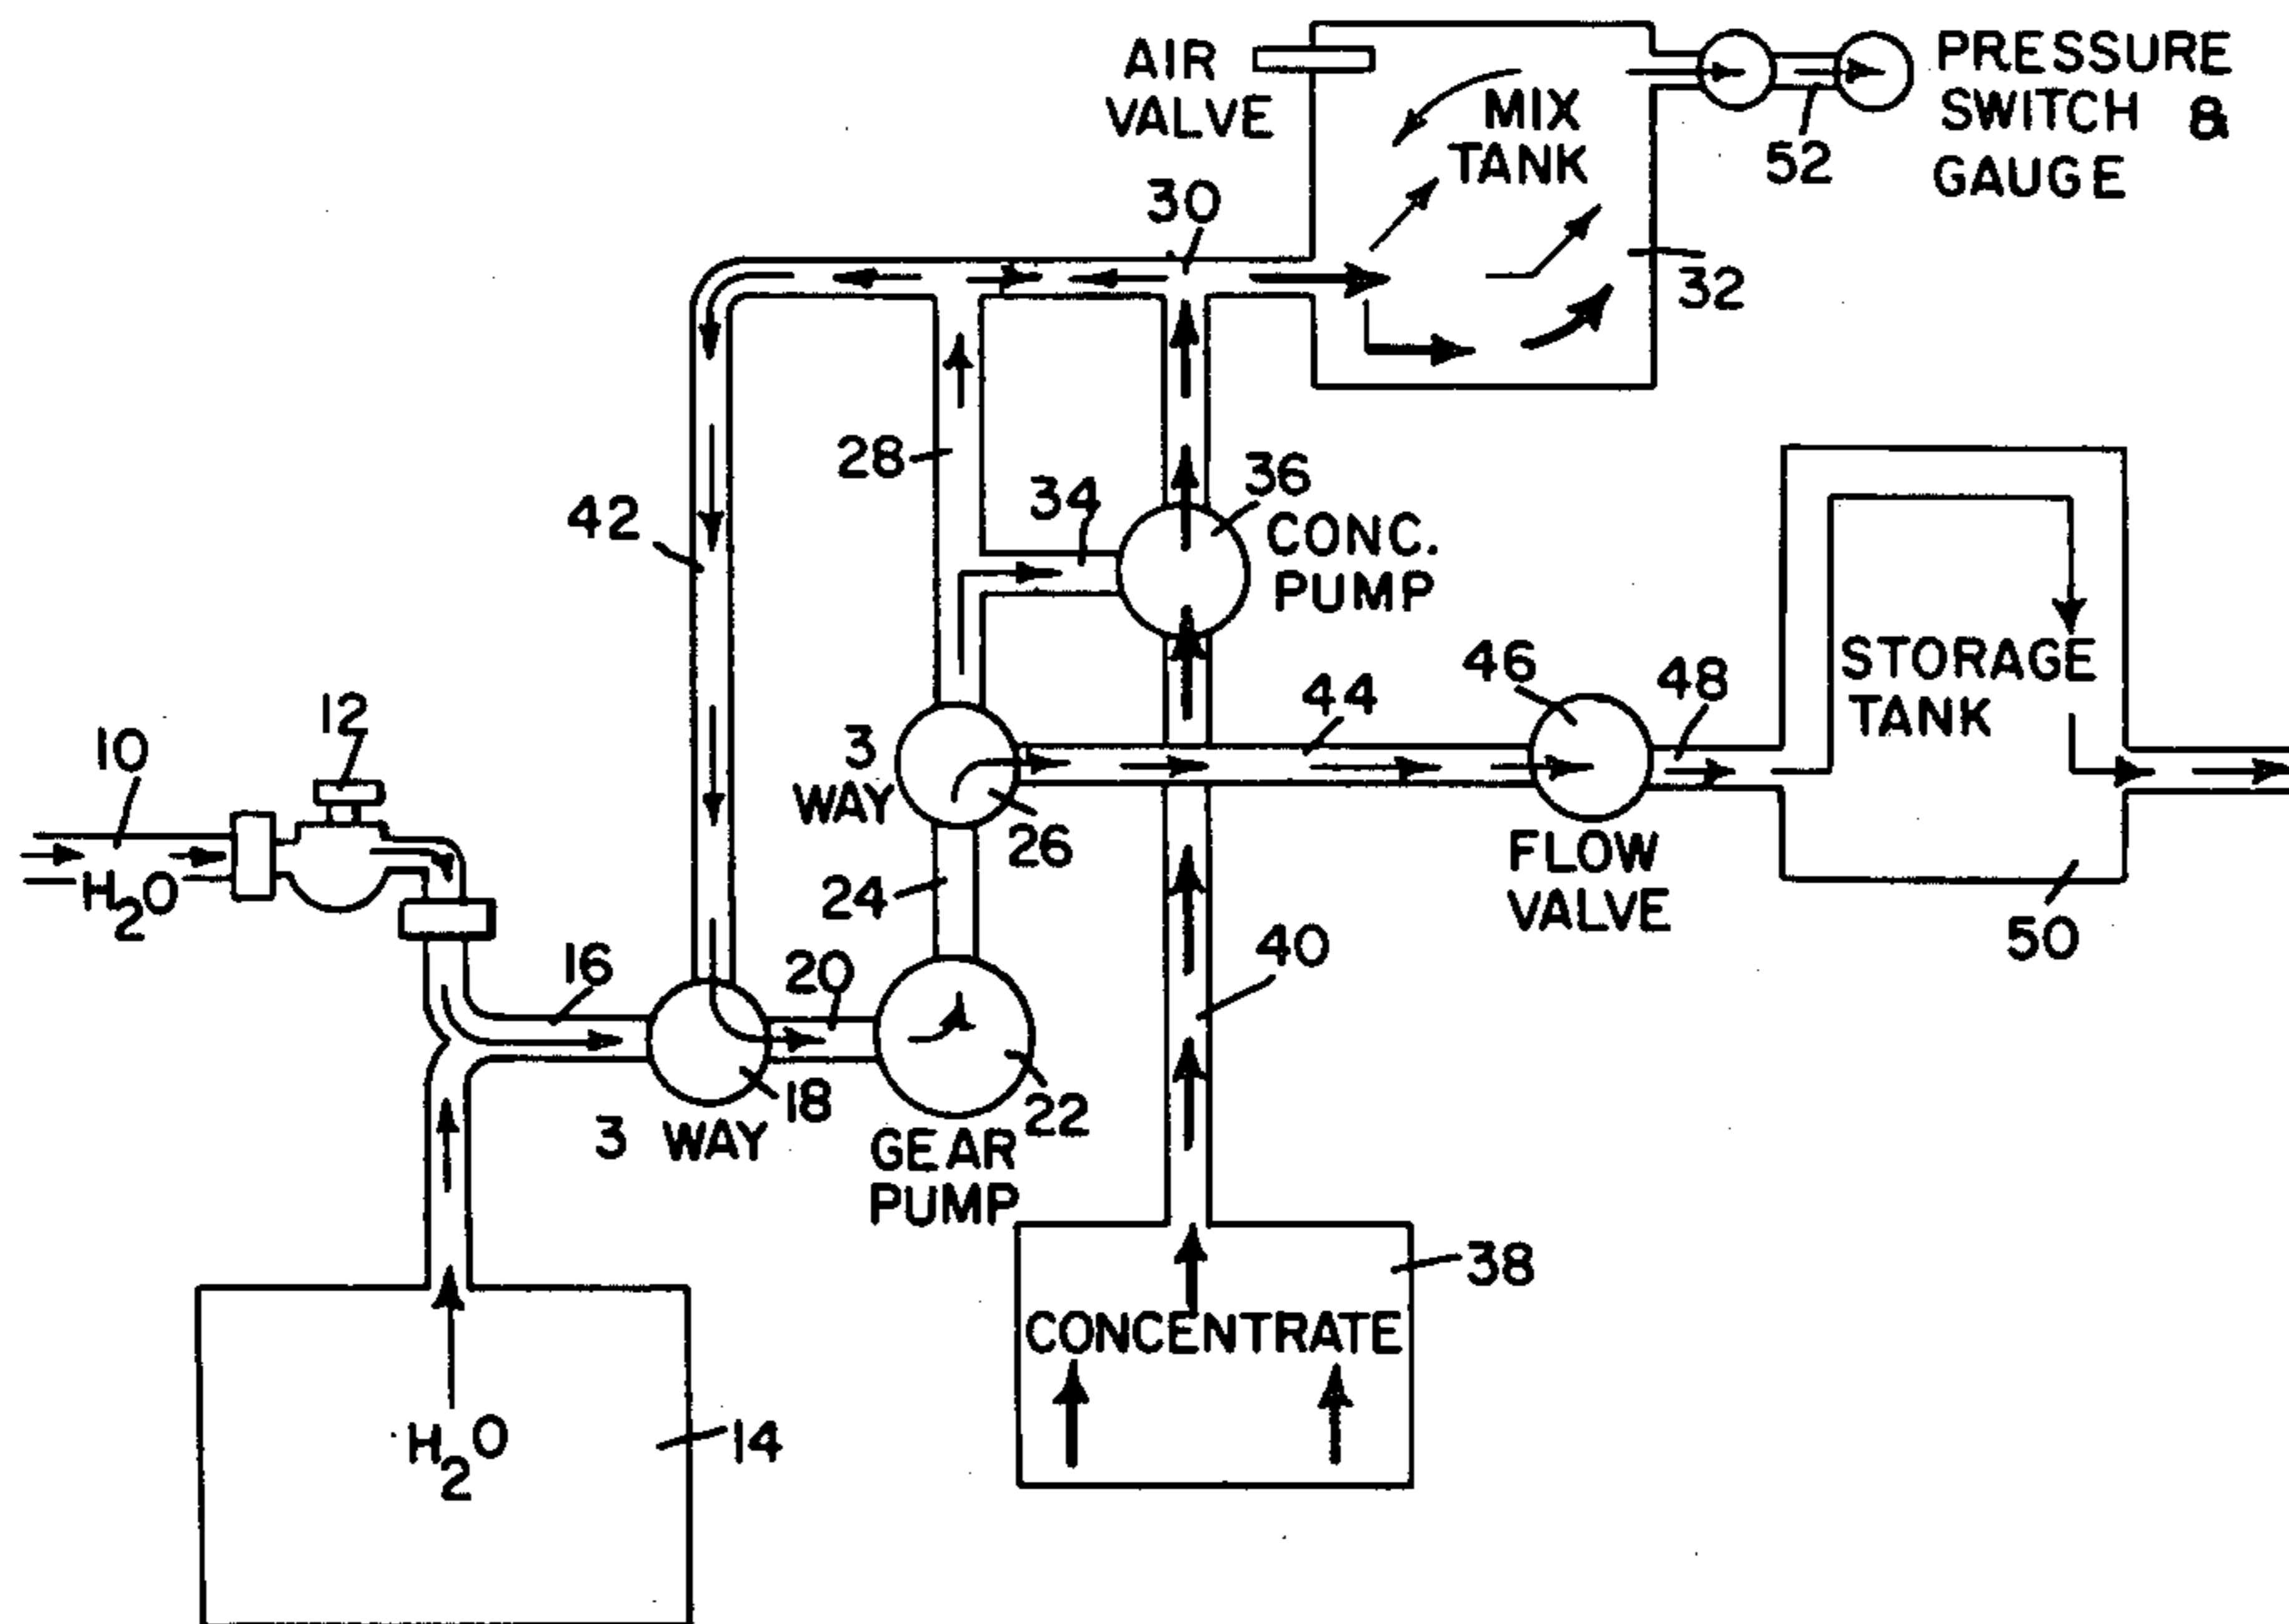 AIR
VALVE
MIX
TANK
PRESSURE
SWITCH &
GAUGE
52
30
32
28
34
36
CONC.
PUMP
42
46
48
STORAGE
TANK
44
12
10
3
WAY
26
H2O
FLOW
VALVE
24
50
16
20
40
18
22
3 WAY
GEAR
PUMP
38
CONCENTRATE
H2O
14